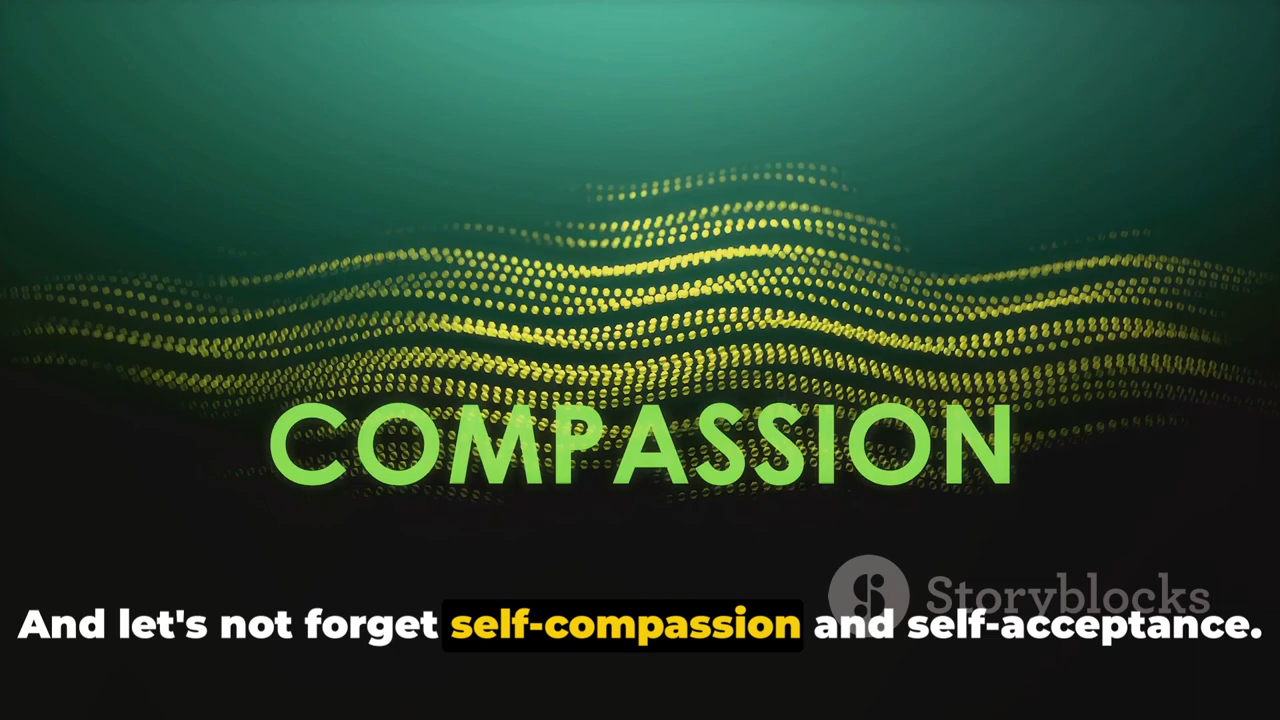 COMPASSION
Storyblocks
And let's not forget self-compassion and self-acceptance.